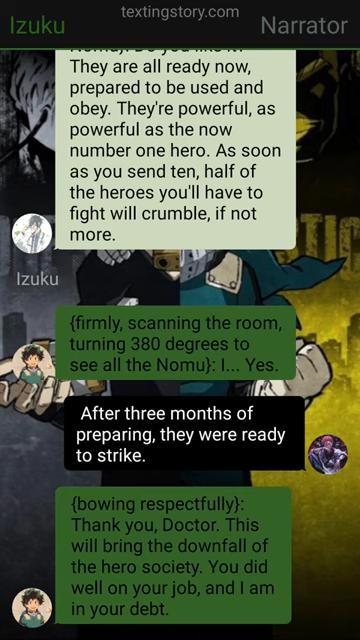 textingstory.com
Izuku
Narrator
They are all ready now,
prepared to be used and
obey. They're powerful, as
powerful as the now
number one hero. As soon
as you send ten, half of
the heroes you'll have to
fight will crumble, if not
more.
Izuku
{firmly, scanning the room,
turning 380 degrees to
see all the Nomu}: I... Yes.
After three months of
preparing, they were ready
to strike.
{bowing respectfully}:
Thank you, Doctor. This
will bring the downfall of
the hero society. You did
well on your job, and I am
in your debt.